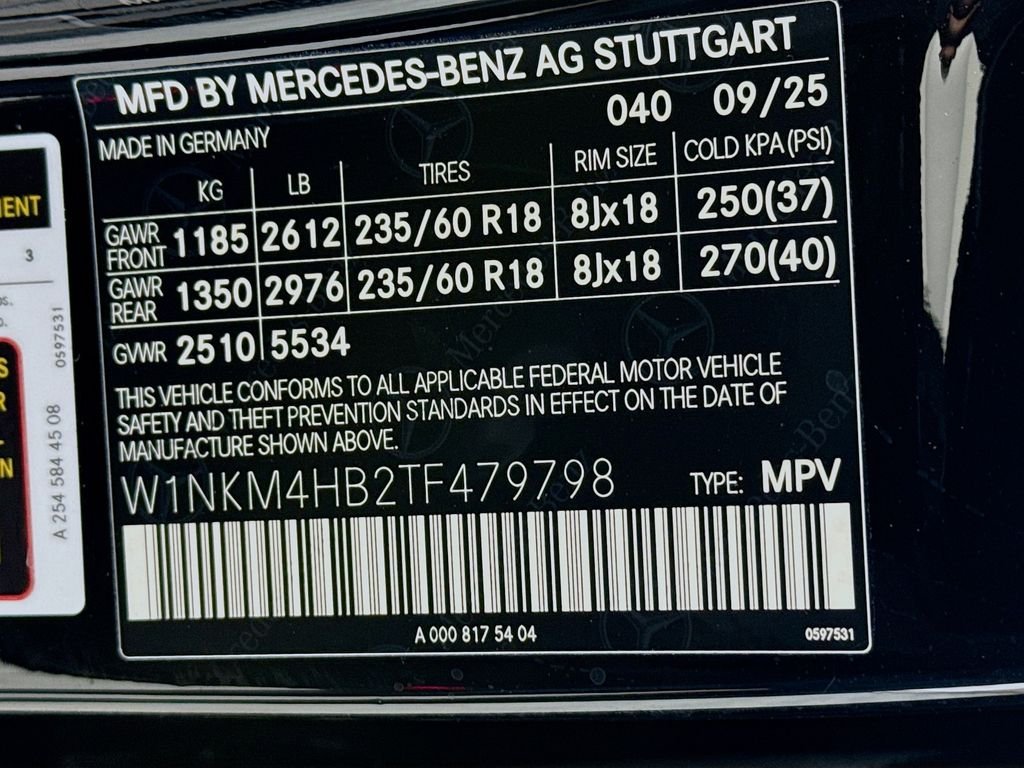 MFD BY MERCEDES-BENZ AG STUTTGART
040 09/25
MADE IN GERMANY
KG LB TIRES RIM SIZE COLD KPA (PSI)
GAWR FRONT 1185 2612 235/60 R18 8Jx18 250(37)
GAWR REAR 1350 2976 235/60 R18 8Jx18 270(40)
GVWR 2510 5534
THIS VEHICLE CONFORMS TO ALL APPLICABLE FEDERAL MOTOR VEHICLE
SAFETY AND THEFT PREVENTION STANDARDS IN EFFECT ON THE DATE OF
MANUFACTURE SHOWN ABOVE.
W1NKM4HB2TF479798 TYPE: MPV
A 000 817 54 04 0597531
3
A 254 584 45 08 0597531